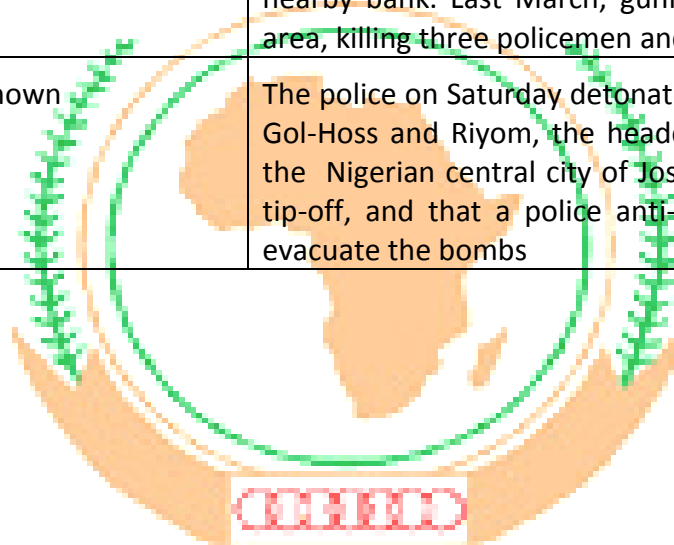 nearby bank. Last March, gunm
area, killing three policemen and
nown
The police on Saturday detonat
Gol-Hoss and Riyom, the heado
the Nigerian central city of Jos
tip-off, and that a police anti-
evacuate the bombs